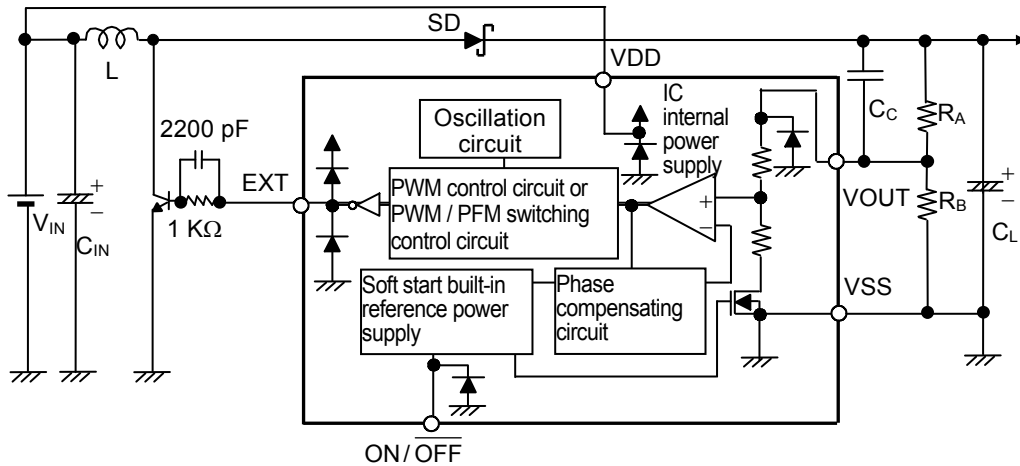 SD
VDD
L
2200 pF
1 KΩ
EXT
VIN
CIN
Oscillation
circuit
IC
internal
power
supply
PWM control circuit or
PWM / PFM switching
control circuit
+
−
Soft start built-in
reference power
supply
Phase
compensating
circuit
CC
RA
VOUT
RB
VSS
+
−
CL
+
−
ON / OFF